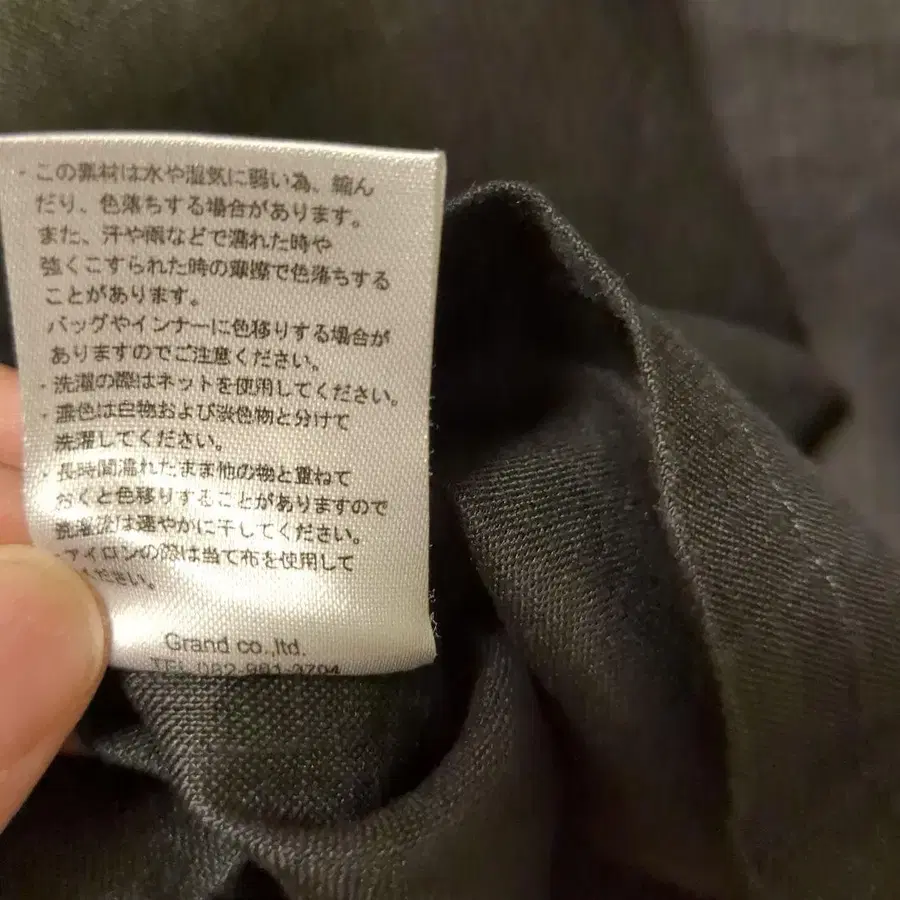 ・この素材は水や湿気に弱い為、縮ん
だり、色落ちする場合があります。
また、汗や雨などで濡れた時や
強くこすられた時の摩擦で色落ちする
ことがあります。
バッグやインナーに色移りする場合が
ありますのでご注意ください。
・洗濯の際はネットを使用してください。
・濃色は白物および淡色物と分けて
洗濯してください。
・長時間濡れたまま他の物と重ねて
おくと色移りすることがありますので
洗濯後は速やかに干してください。
・アイロンの際は当て布を使用して
ください。
Grand co.,ltd.
TEL 082-991-3704